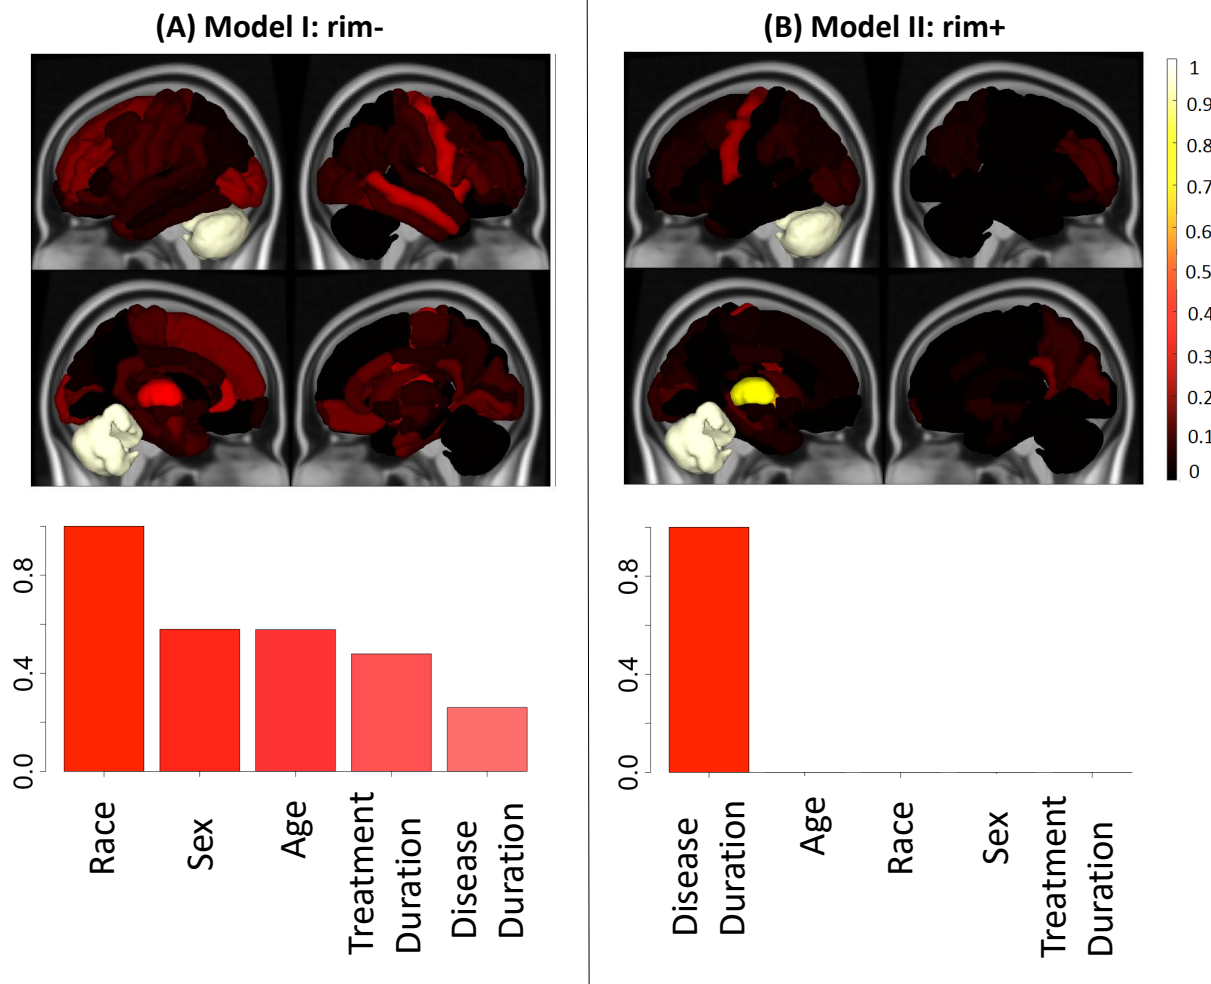 (A) Model I: rim-
(B) Model II: rim+
1
0.9
0.8
0.7
0.6
0.5
0.4
0.3
0.2
0.1
0
0.8
0.4
0.0
Race
Sex
Age
Treatment
Duration
Disease
Duration
0.8
0.4
0.0
Disease
Duration
Age
Race
Sex
Treatment
Duration